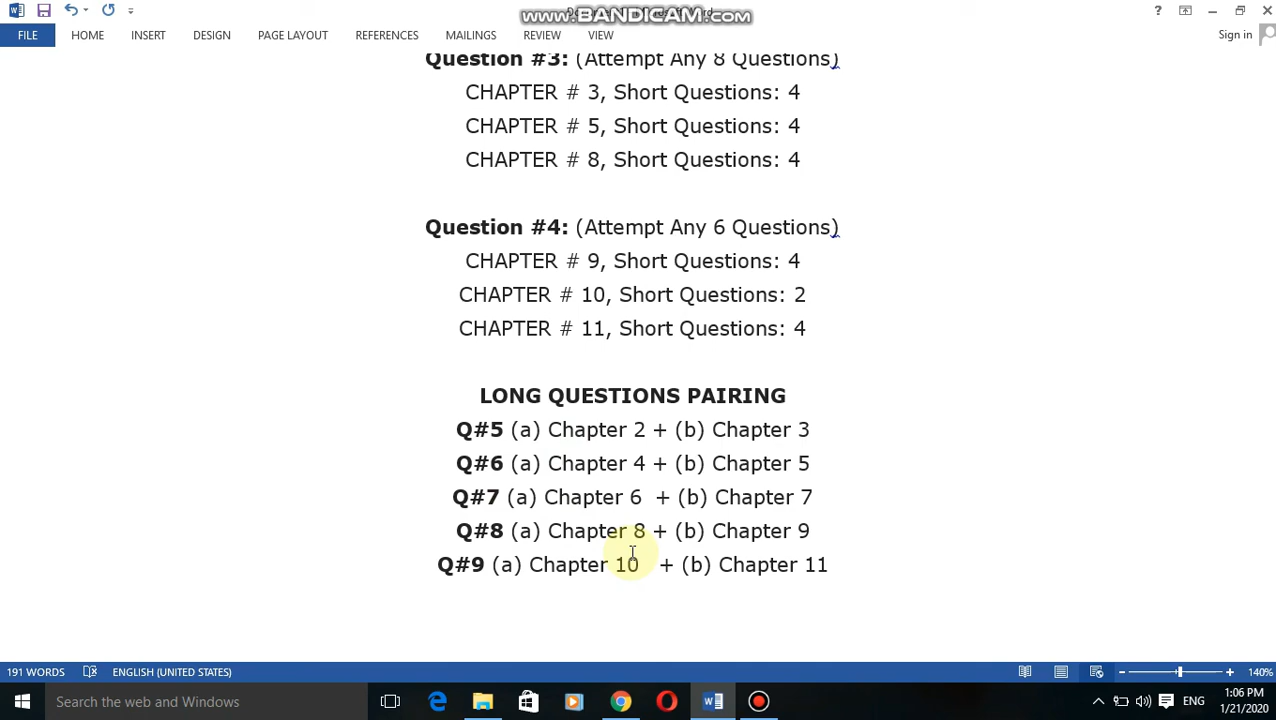 www.BANDICAM.com
?
FILE
HOME
INSERT
DESIGN
PAGE LAYOUT
REFERENCES
MAILINGS
REVIEW
VIEW
Sign in
Question #3: (Attempt Any 8 Questions)
CHAPTER # 3, Short Questions: 4
CHAPTER # 5, Short Questions: 4
CHAPTER # 8, Short Questions: 4
Question #4: (Attempt Any 6 Questions)
CHAPTER # 9, Short Questions: 4
CHAPTER # 10, Short Questions: 2
CHAPTER # 11, Short Questions: 4
LONG QUESTIONS PAIRING
Q#5 (a) Chapter 2 + (b) Chapter 3
Q#6 (a) Chapter 4 + (b) Chapter 5
Q#7 (a) Chapter 6 + (b) Chapter 7
Q#8 (a) Chapter 8 + (b) Chapter 9
Q#9 (a) Chapter 10 + (b) Chapter 11
191 WORDS
ENGLISH (UNITED STATES)
140%
Search the web and Windows
ENG
1:06 PM
1/21/2020